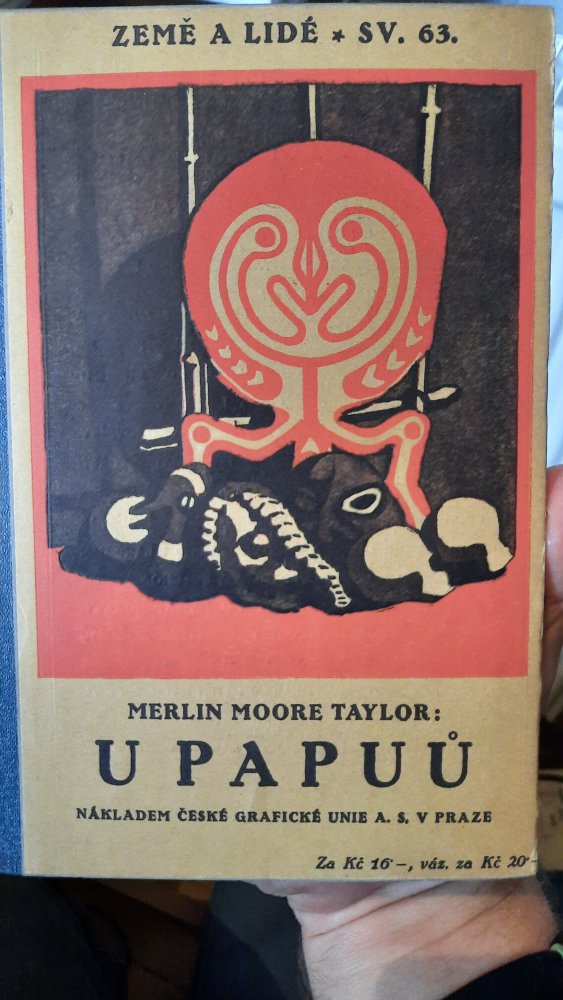 ZEMĚ A LIDÉ * SV. 63.
MERLIN MOORE TAYLOR:
U PAPUŮ
NÁKLADEM ČESKÉ GRAFICKÉ UNIE A. S. V PRAZE
Za Kč 16·–, váz. za Kč 20·–